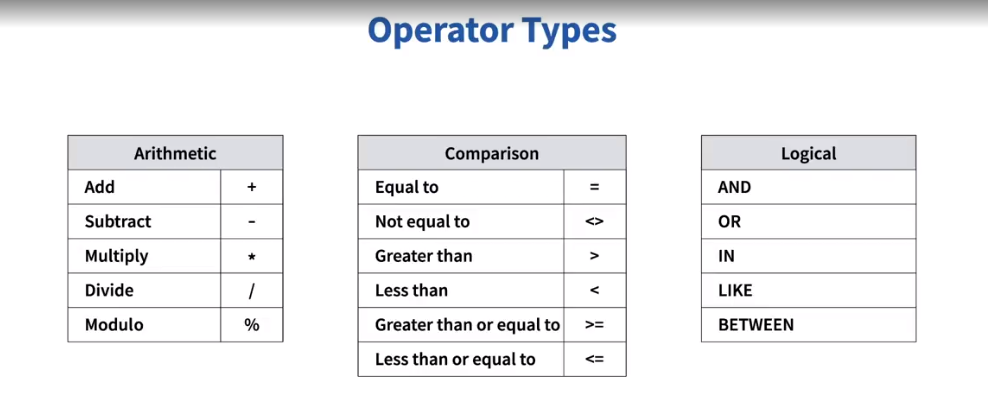 Operator Types
Arithmetic
Add +
Subtract -
Multiply *
Divide /
Modulo %
Comparison
Equal to =
Not equal to <>
Greater than >
Less than <
Greater than or equal to >=
Less than or equal to <=
Logical
AND
OR
IN
LIKE
BETWEEN